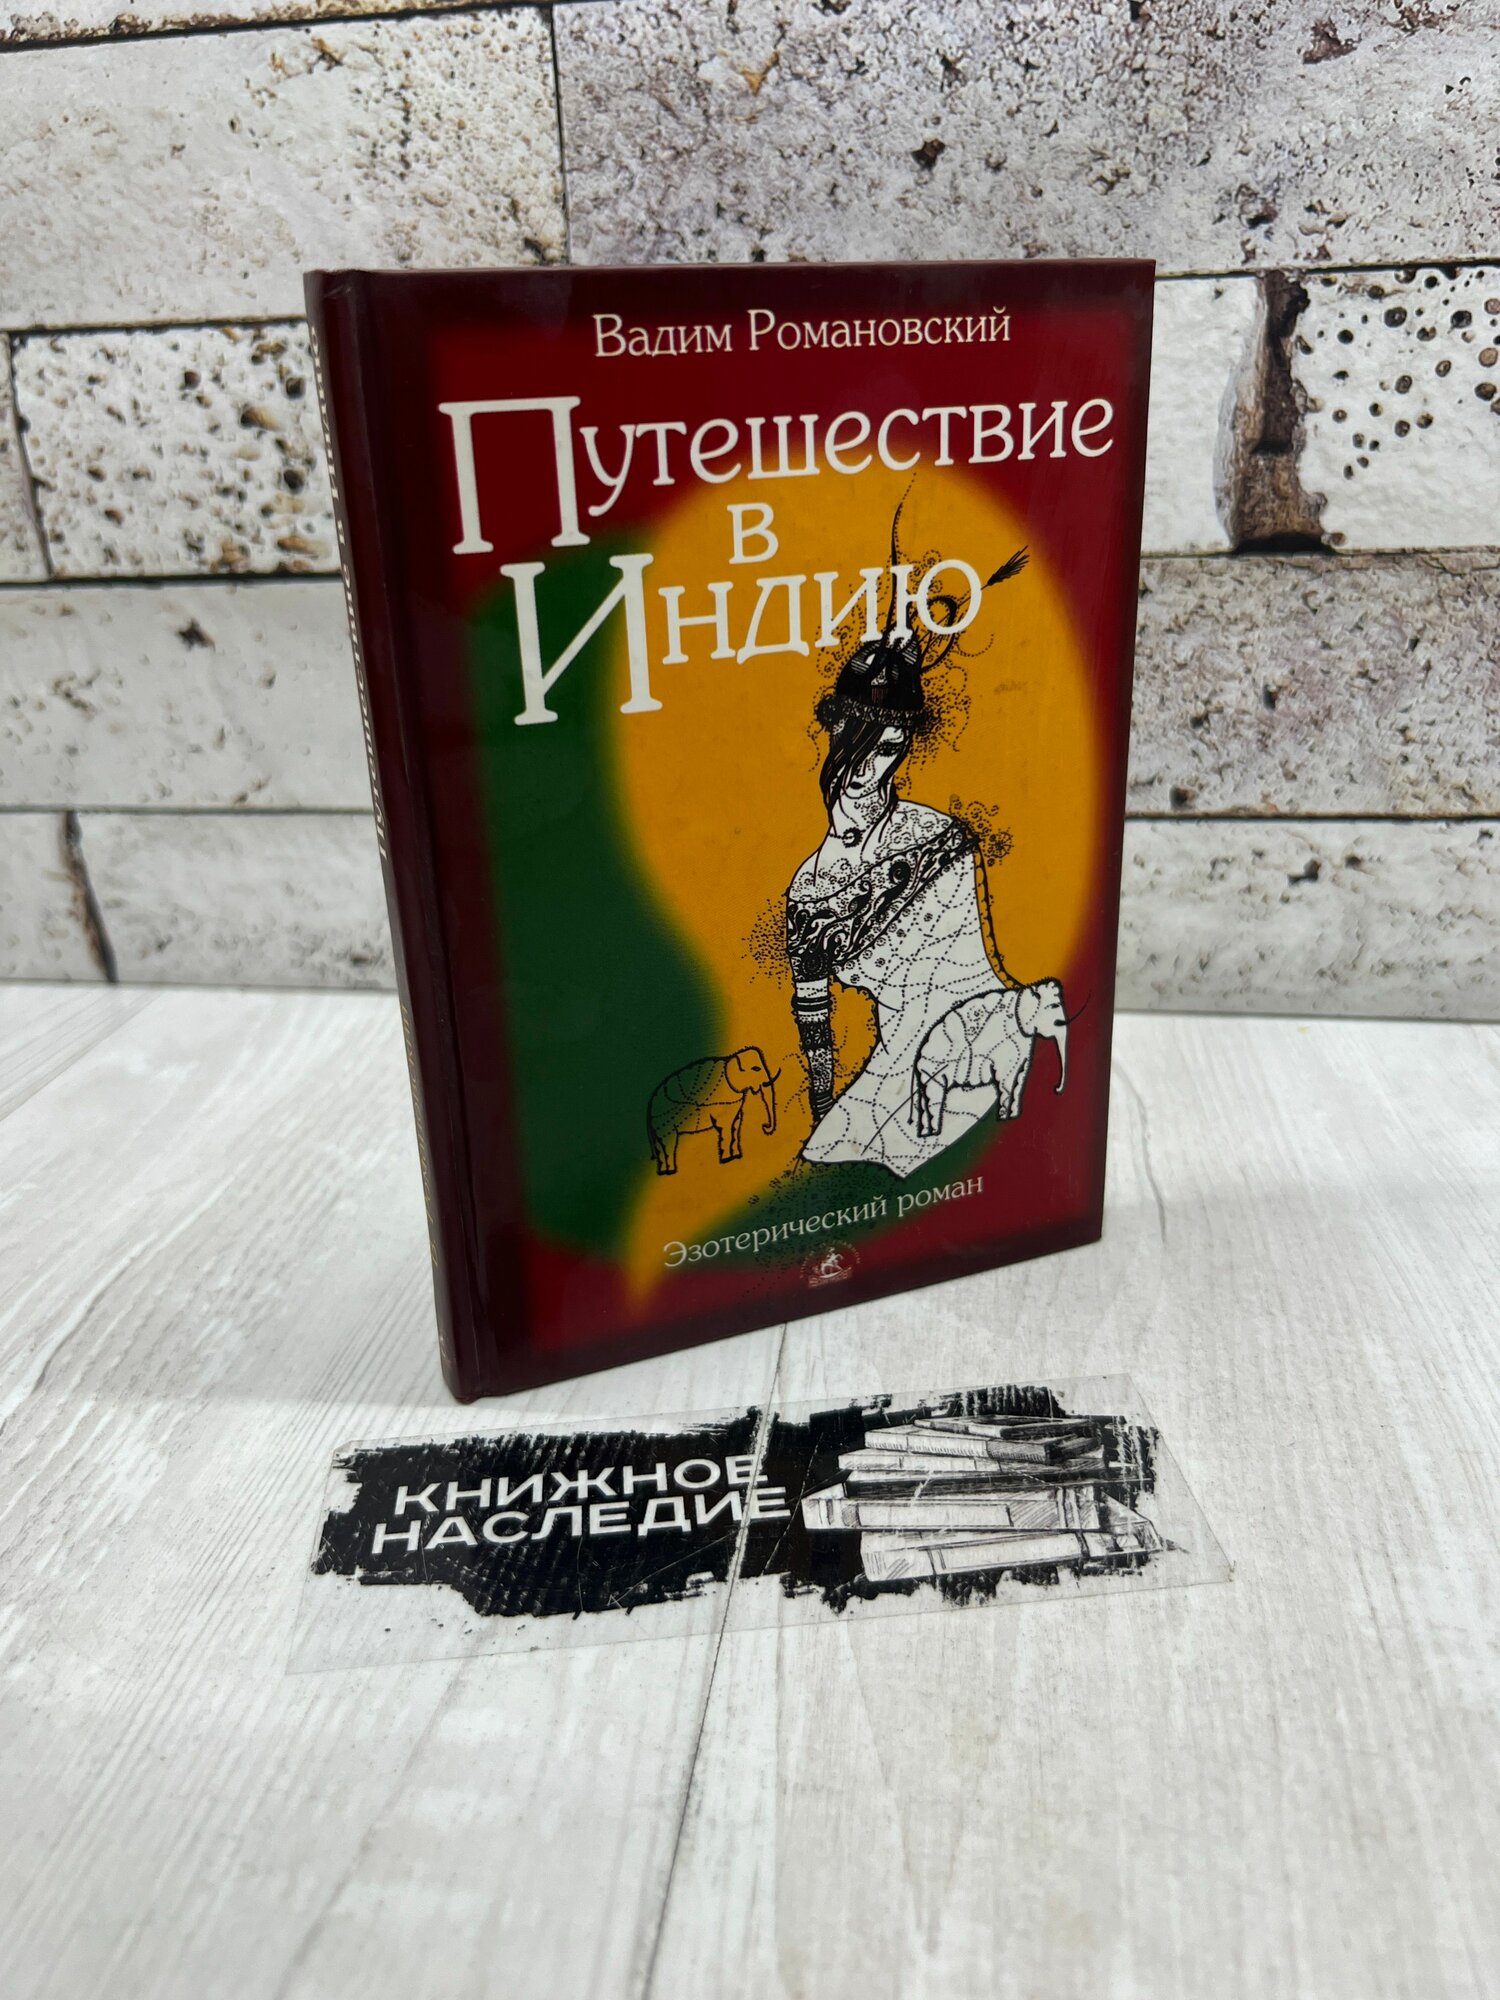 Вадим Романовский
Путешествие
в
Индию
Эзотерический роман
КНИЖНОЕ
НАСЛЕДИЕ